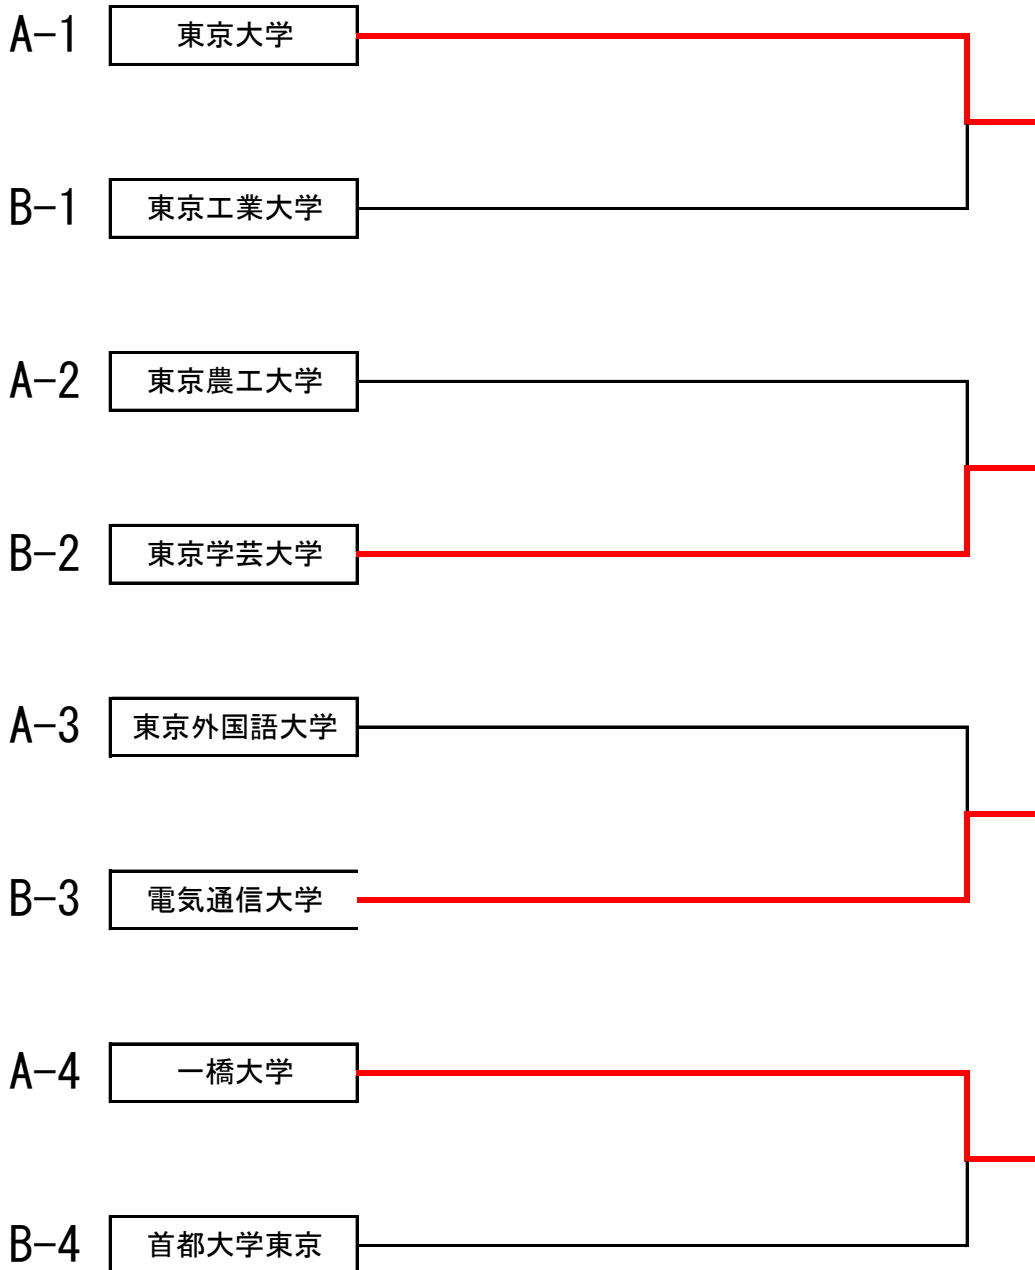 A-1 東京大学
B-1 東京工業大学
A-2 東京農工大学
B-2 東京学芸大学
A-3 東京外国語大学
B-3 電気通信大学
A-4 一橋大学
B-4 首都大学東京